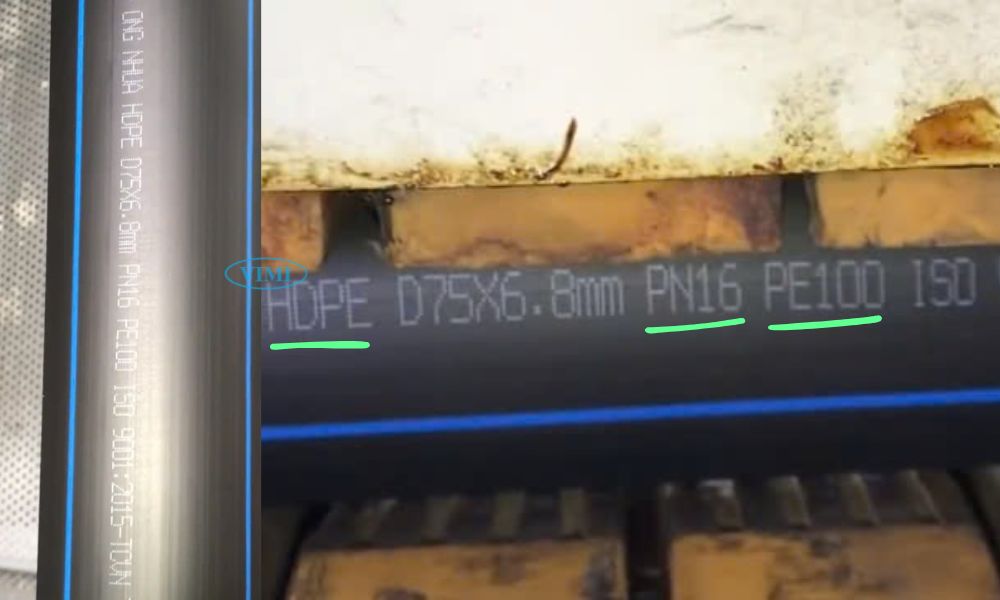 ONG NHUA HDPE D75X6.8mm PN16 PE100 ISO 9001:2015-TCVN
VIMI
HDPE D75X6.8mm PN16 PE100 ISO